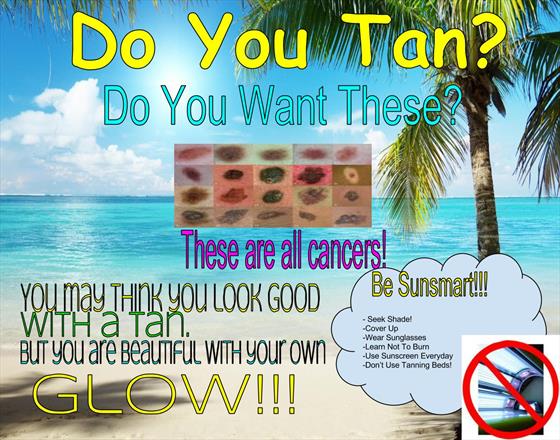 Do You Tan?
Do You Want These?
These are all cancers!
Be Sunsmart!!!
- Seek Shade!
-Cover Up
-Wear Sunglasses
-Learn Not To Burn
-Use Sunscreen Everyday
-Don't Use Tanning Beds!
You may think you look good
with a tan.
But you are beautiful with your own
GLOW!!!